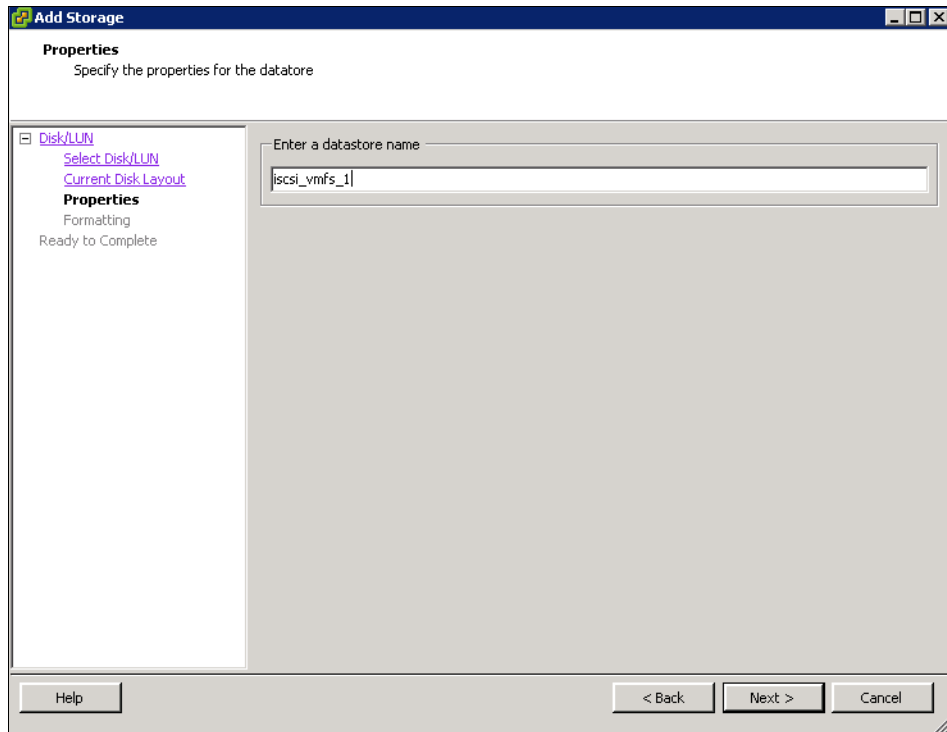 Add Storage
Properties
Specify the properties for the datatore
Disk/LUN
Select Disk/LUN
Current Disk Layout
Properties
Formatting
Ready to Complete
Enter a datastore name
iscsi_vmfs_1
Help
< Back
Next >
Cancel